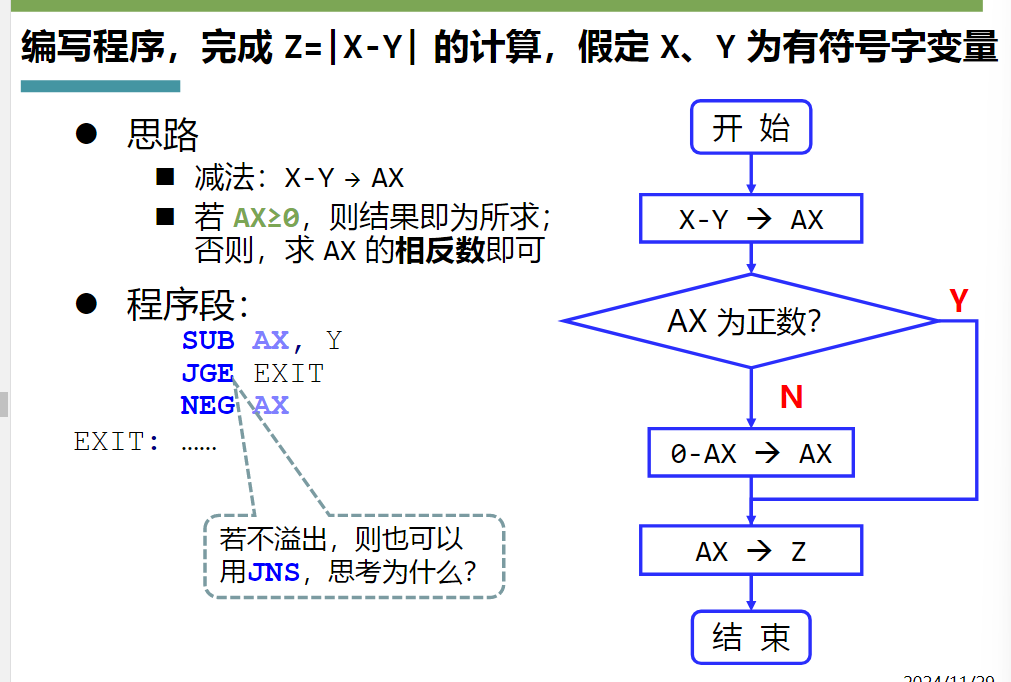 编写程序，完成 Z=|X-Y| 的计算，假定 X、Y 为有符号字变量
● 思路
■ 减法：X-Y → AX
■ 若 AX≥0，则结果即为所求；
否则，求 AX 的相反数即可
● 程序段：
SUB AX, Y
JGE EXIT
NEG AX
EXIT: ……
若不溢出，则也可以
用JNS，思考为什么？
开 始
X-Y → AX
AX 为正数？
Y
N
0-AX → AX
AX → Z
结 束
2024/11/29